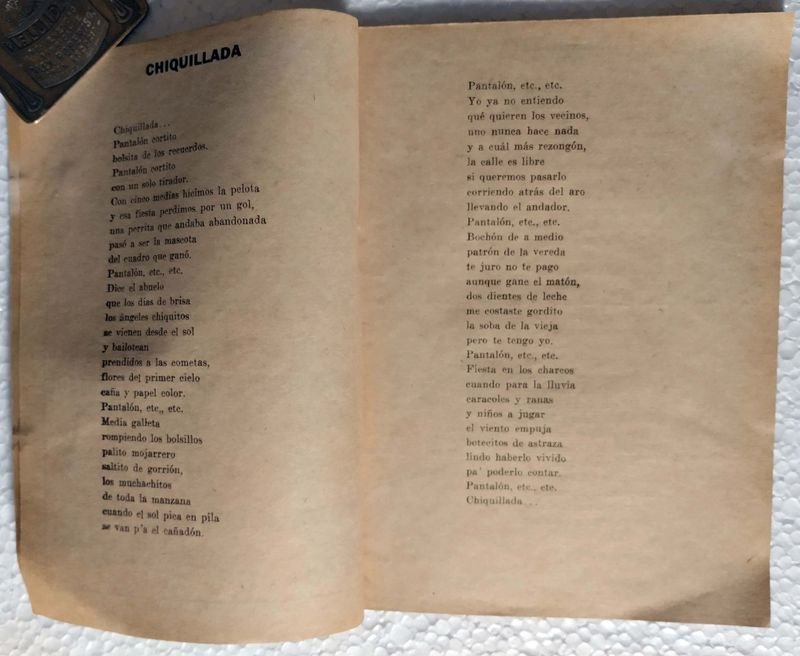 CHIQUILLADA
Chiquillada...
Pantalón cortito
bolsita de los recuerdos.
Pantalón cortito
con un solo tirador.
Con cinco medias hicimos la pelota
y esa fiesta perdimos por un gol,
una perrita que andaba abandonada
pasó a ser la mascota
del cuadro que ganó.
Pantalón, etc., etc.
Dice el abuelo
que los días de brisa
los ángeles chiquitos
se vienen desde el sol
y bailotean
prendidos a las cometas,
flores del primer cielo
caña y papel color.
Pantalón, etc., etc.
Media galleta
rompiendo los bolsillos
palito mojarrero
saltito de gorrión,
los muchachitos
de toda la manzana
cuando el sol pica en pila
se van p'a el cañadón.
Pantalón, etc., etc.
Yo ya no entiendo
qué quieren los vecinos,
uno nunca hace nada
y a cuál más rezongón,
la calle es libre
si queremos pasarlo
corriendo atrás del aro
llevando el andador.
Pantalón, etc., etc.
Bochón de a medio
patrón de la vereda
te juro no te pago
aunque gane el matón,
dos dientes de leche
me costaste gordito
la soba de la vieja
pero te tengo yo.
Pantalón, etc., etc.
Fiesta en los charcos
cuando para la lluvia
caracoles y ranas
y niños a jugar
el viento empuja
botecitos de astraza
lindo haberlo vivido
pa' poderlo contar.
Pantalón, etc., etc.
Chiquillada...